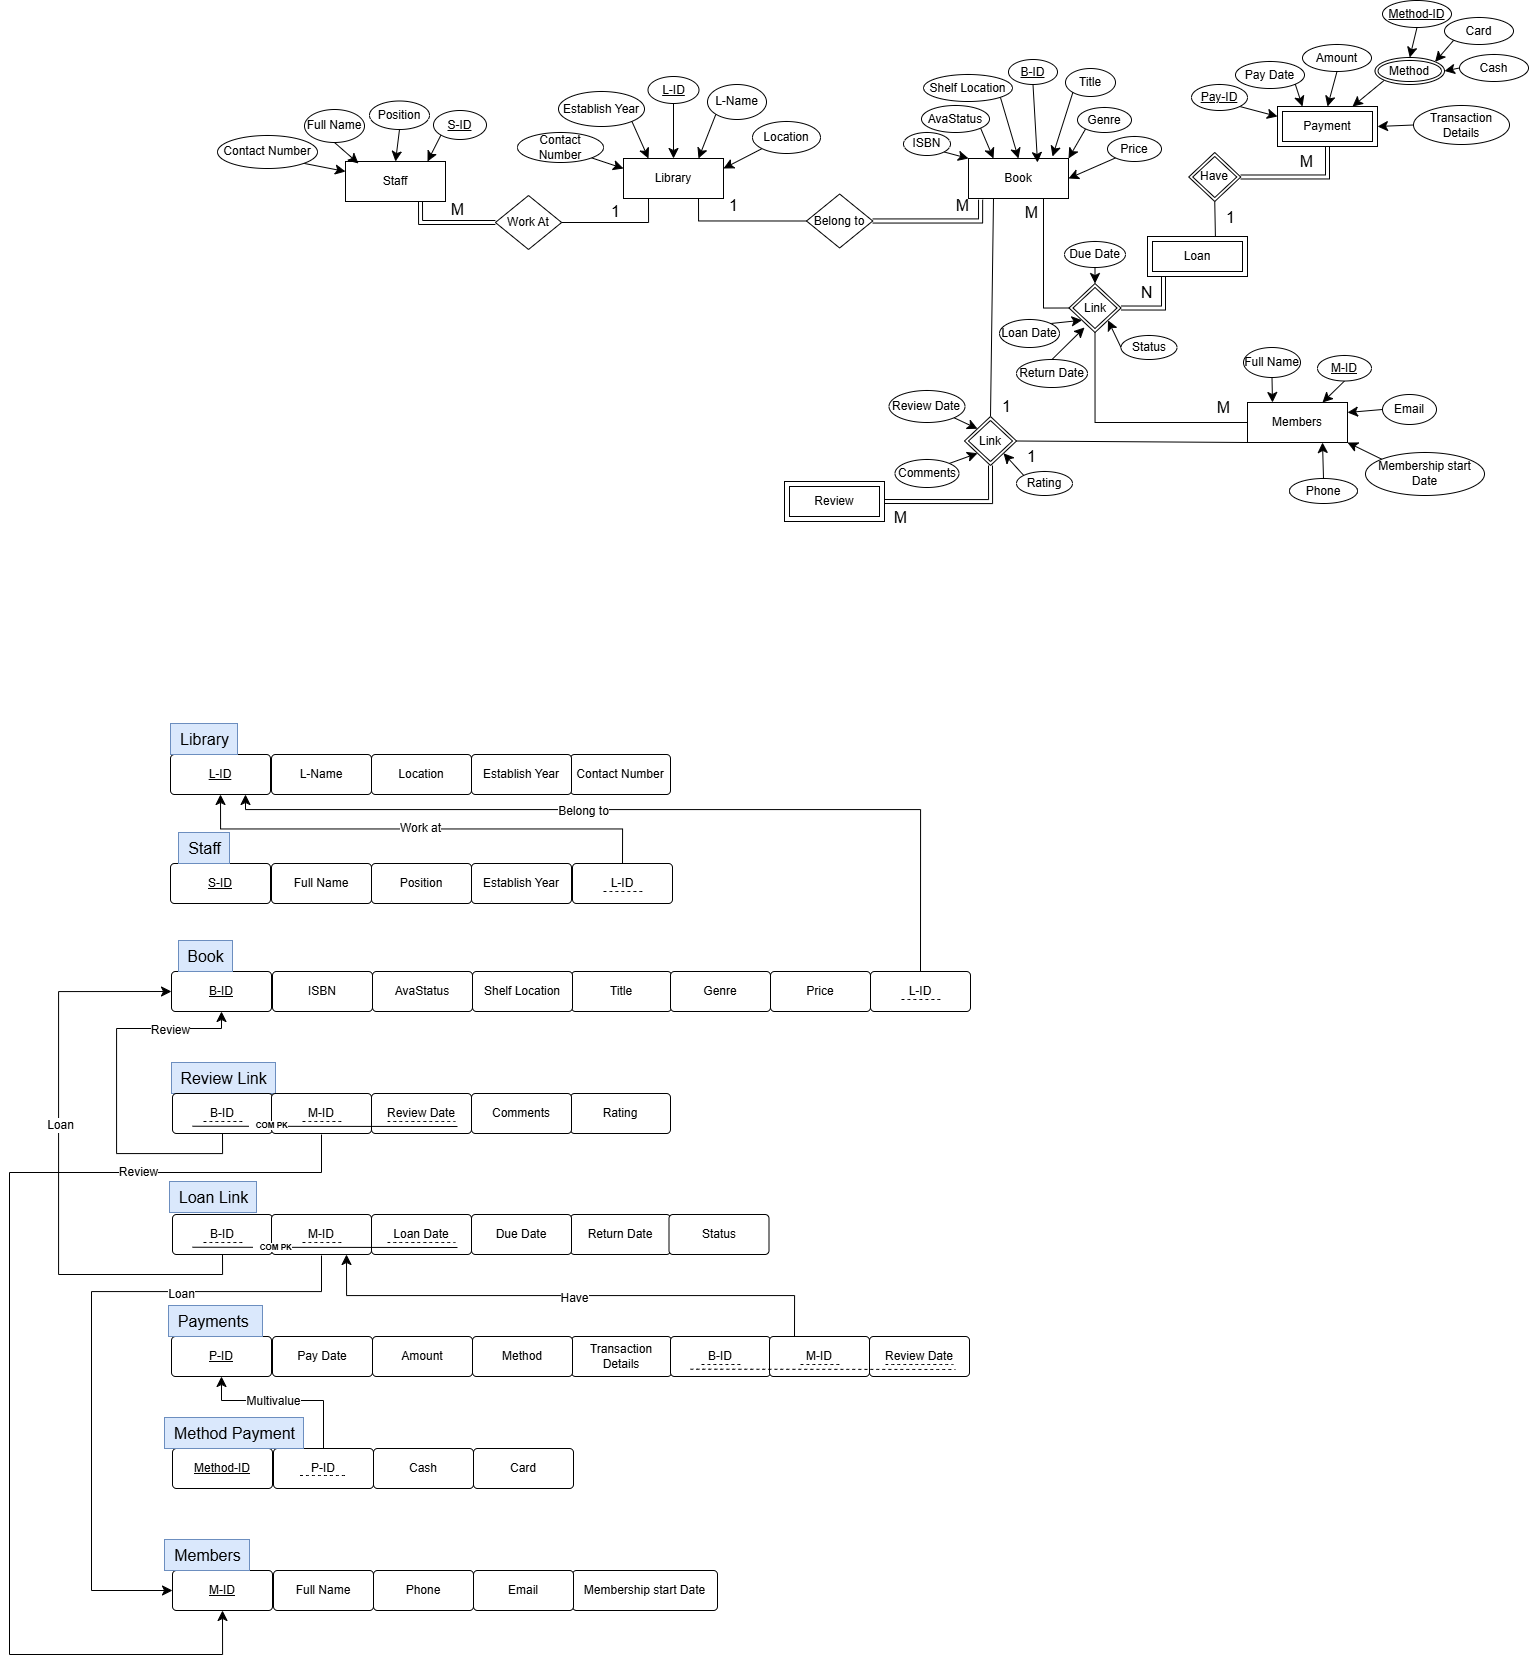 Method-ID
Card
Cash
Method
Amount
Pay Date
Pay-ID
Transaction
Details
Payment
M
Have
1
Loan
B-ID
Title
Shelf Location
AvaStatus
Genre
ISBN
Price
Book
M
M
L-ID
L-Name
Establish Year
Contact
Number
Location
Library
1
1
Belong to
Position
Full Name
S-ID
Contact Number
Staff
M
Work At
Due Date
Link
N
Loan Date
Return Date
Status
M
Full Name
M-ID
Email
Members
Membership start
Date
Phone
Review Date
1
Link
1
Comments
Rating
Review
M
Library
L-ID
L-Name
Location
Establish Year
Contact Number
Belong to
Work at
Staff
S-ID
Full Name
Position
Establish Year
L-ID
Book
B-ID
ISBN
AvaStatus
Shelf Location
Title
Genre
Price
L-ID
Review
Review Link
B-ID
M-ID
Review Date
Comments
Rating
COM PK
Loan
Review
Loan Link
B-ID
M-ID
Loan Date
Due Date
Return Date
Status
COM PK
Loan
Have
Payments
P-ID
Pay Date
Amount
Method
Transaction
Details
B-ID
M-ID
Review Date
Multivalue
Method Payment
Method-ID
P-ID
Cash
Card
Members
M-ID
Full Name
Phone
Email
Membership start Date